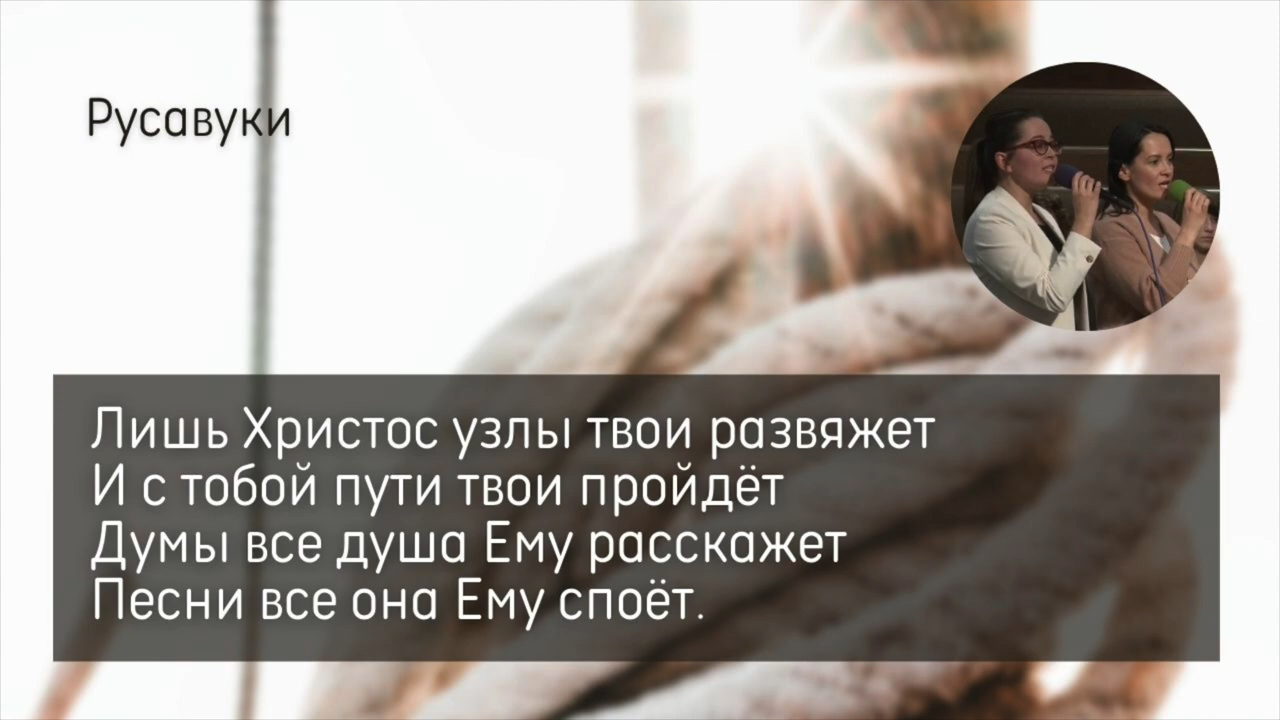 Русавуки
Лишь Христос узлы твои развяжет
И с тобой пути твои пройдёт
Думы все душа Ему расскажет
Песни все она Ему споёт.